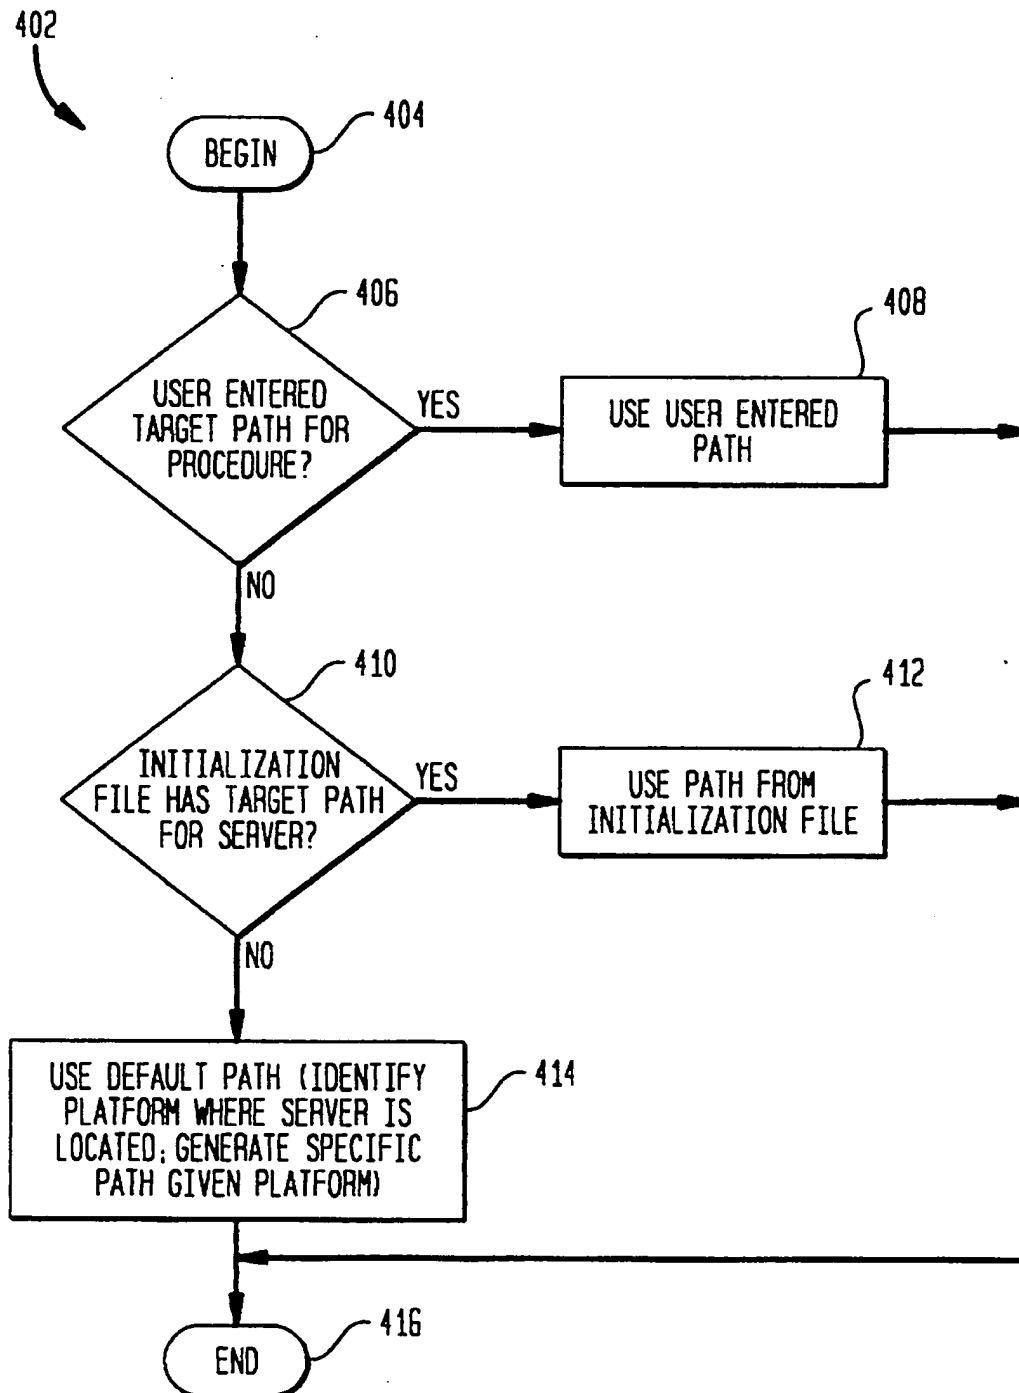 402
404
BEGIN
406
408
USER ENTERED
TARGET PATH FOR
PROCEDURE?
YES
USE USER ENTERED
PATH
NO
410
412
INITIALIZATION
FILE HAS TARGET PATH
FOR SERVER?
YES
USE PATH FROM
INITIALIZATION FILE
NO
414
USE DEFAULT PATH (IDENTIFY
PLATFORM WHERE SERVER IS
LOCATED; GENERATE SPECIFIC
PATH GIVEN PLATFORM)
416
END